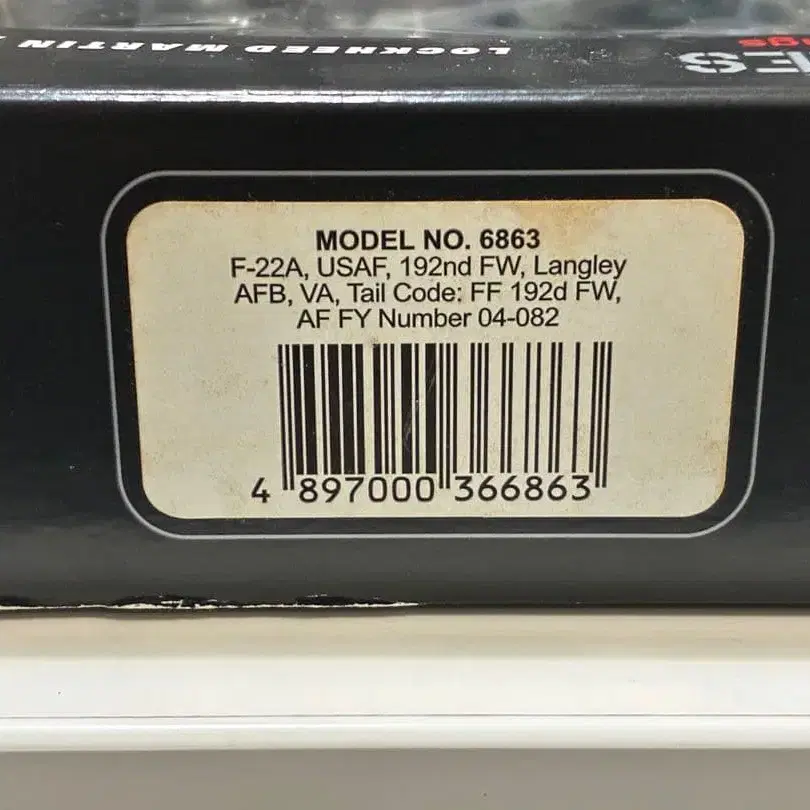 LOCKHEED MARTIN
MODEL NO. 6863
F-22A, USAF, 192nd FW, Langley
AFB, VA, Tail Code: FF 192d FW,
AF FY Number 04-082
4 897000 366863